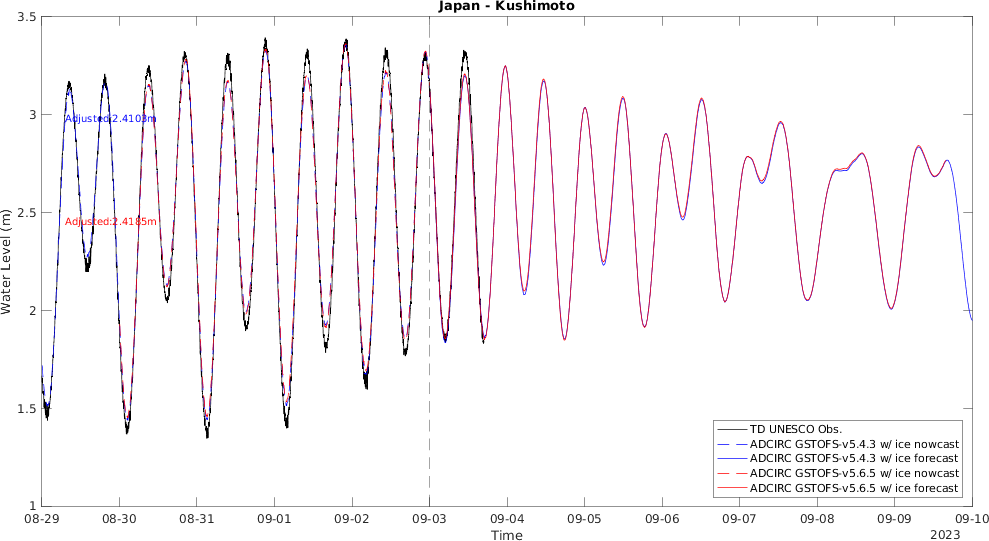 Japan - Kushimoto
3.5
3
2.5
2
1.5
1
Water Level (m)
Adjusted:2.4103m
Adjusted:2.4185m
TD UNESCO Obs.
ADCIRC GSTOFS-v5.4.3 w/ ice nowcast
ADCIRC GSTOFS-v5.4.3 w/ ice forecast
ADCIRC GSTOFS-v5.6.5 w/ ice nowcast
ADCIRC GSTOFS-v5.6.5 w/ ice forecast
08-29 08-30 08-31 09-01 09-02 09-03 09-04 09-05 09-06 09-07 09-08 09-09 09-10
Time
2023